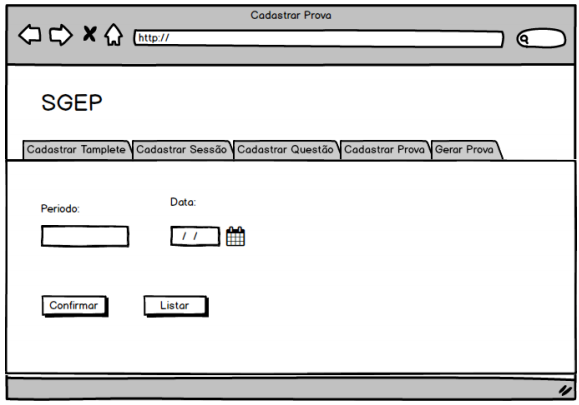 Cadastrar Prova
http://
SGEP
Cadastrar Tamplete Cadastrar Sessão Cadastrar Questão Cadastrar Prova Gerar Prova
Periodo: Data:
/ /
Confirmar Listar